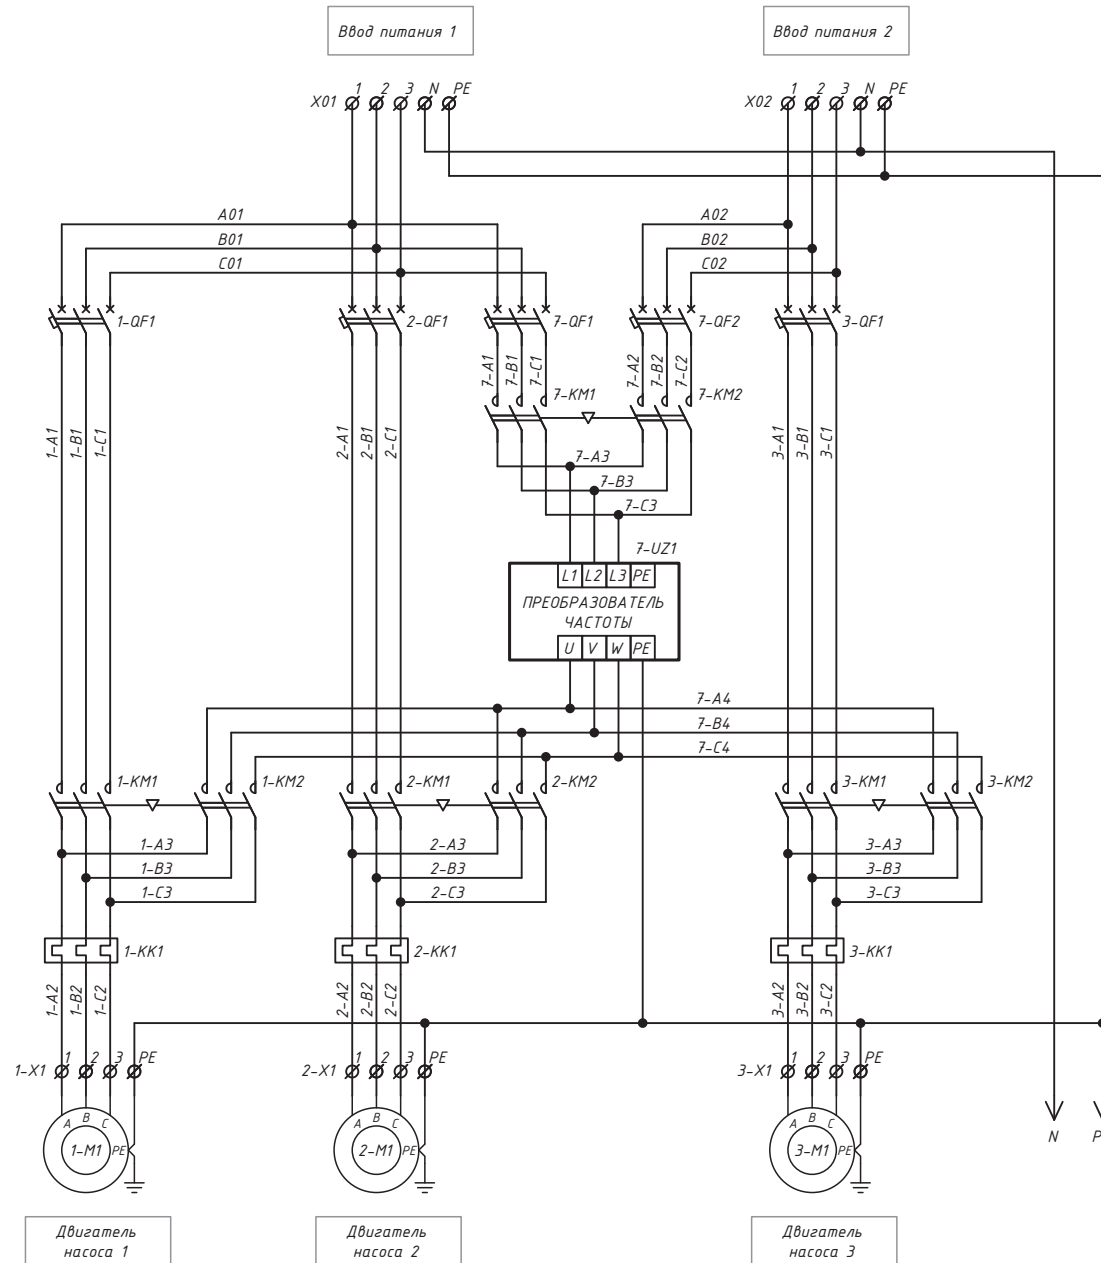 Ввод питания 1
Ввод питания 2
X01 1 2 3 N PE
X02 1 2 3 N PE
A01
A02
B01
B02
C01
C02
1-QF1
2-QF1
7-QF1
7-QF2
3-QF1
7-A1
7-B1
7-C1
7-A2
7-B2
7-C2
7-KM1
7-KM2
1-A1
1-B1
1-C1
2-A1
2-B1
2-C1
3-A1
3-B1
3-C1
7-A3
7-B3
7-C3
7-UZ1
L1 L2 L3 PE
ПРЕОБРАЗОВАТЕЛЬ
ЧАСТОТЫ
U V W PE
7-A4
7-B4
7-C4
1-KM1
1-KM2
2-KM1
2-KM2
3-KM1
3-KM2
1-A3
2-A3
3-A3
1-B3
2-B3
3-B3
1-C3
2-C3
3-C3
1-KK1
2-KK1
3-KK1
1-A2
1-B2
1-C2
2-A2
2-B2
2-C2
3-A2
3-B2
3-C2
1-X1 1 2 3 PE
2-X1 1 2 3 PE
3-X1 1 2 3 PE
A B C
1-M1 PE
A B C
2-M1 PE
A B C
3-M1 PE
N
P
Двигатель
насоса 1
Двигатель
насоса 2
Двигатель
насоса 3